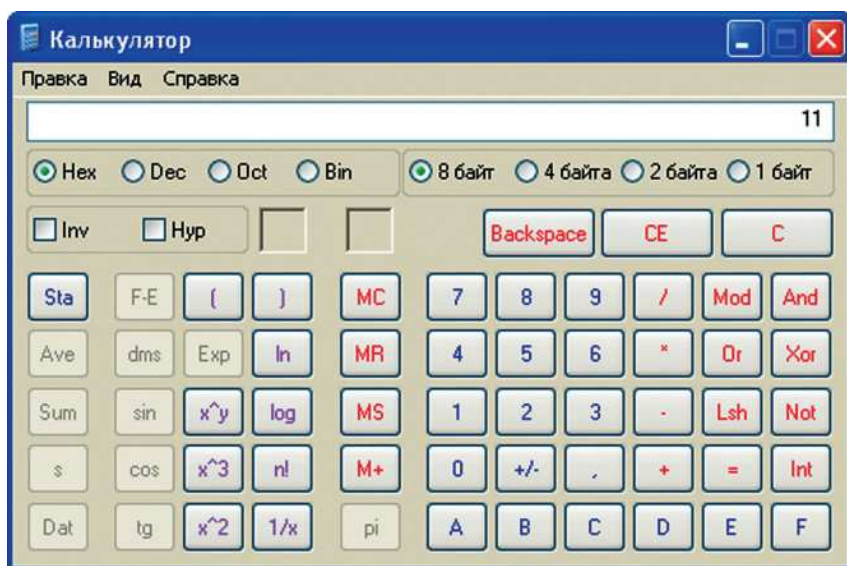 Калькулятор
Правка Вид Справка
11
Hex Dec Oct Bin 8 байт 4 байта 2 байта 1 байт
Inv Hyp Backspace CE C
Sta F-E ( ) MC 7 8 9 / Mod And
Ave dms Exp ln MR 4 5 6 * Or Xor
Sum sin x^y log MS 1 2 3 - Lsh Not
s cos x^3 n! M+ 0 +/- , + = Int
Dat tg x^2 1/x pi A B C D E F